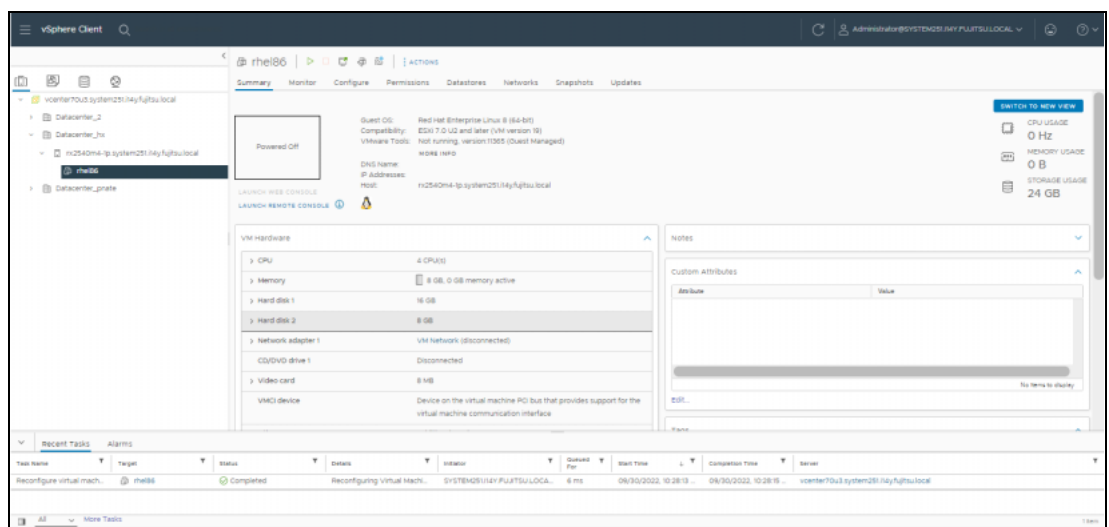 vSphere Client
Administrator@SYSTEM251.I4Y.FUJITSU.LOCAL
rhel86
ACTIONS
Summary Monitor Configure Permissions Datastores Networks Snapshots Updates
vcenter70u3.system251.i4y.fujitsu.local
Datacenter_2
Datacenter_hx
rx2540m4-1p.system251.i4y.fujitsu.local
rhel86
Datacenter_pnate
SWITCH TO NEW VIEW
Powered Off
Guest OS: Red Hat Enterprise Linux 8 (64-bit)
Compatibility: ESXi 7.0 U2 and later (VM version 19)
VMware Tools: Not running, version:11365 (Guest Managed)
MORE INFO
DNS Name:
IP Addresses:
Host: rx2540m4-1p.system251.i4y.fujitsu.local
LAUNCH WEB CONSOLE
LAUNCH REMOTE CONSOLE
CPU USAGE
0 Hz
MEMORY USAGE
0 B
STORAGE USAGE
24 GB
VM Hardware
CPU 4 CPU(s)
Memory 8 GB, 0 GB memory active
Hard disk 1 16 GB
Hard disk 2 8 GB
Network adapter 1 VM Network (disconnected)
CD/DVD drive 1 Disconnected
Video card 8 MB
VMCI device Device on the virtual machine PCI bus that provides support for the
virtual machine communication interface
Notes
Custom Attributes
Attribute Value
No items to display
Edit...
Tags
Recent Tasks Alarms
Task Name Target Status Details Initiator Queued For Start Time Completion Time Server
Reconfigure virtual mach... rhel86 Completed Reconfiguring Virtual Machi... SYSTEM251.I4Y.FUJITSU.LOCA... 6 ms 09/30/2022, 10:28:13 ... 09/30/2022, 10:28:15 ... vcenter70u3.system251.i4y.fujitsu.local
All More Tasks
1 item